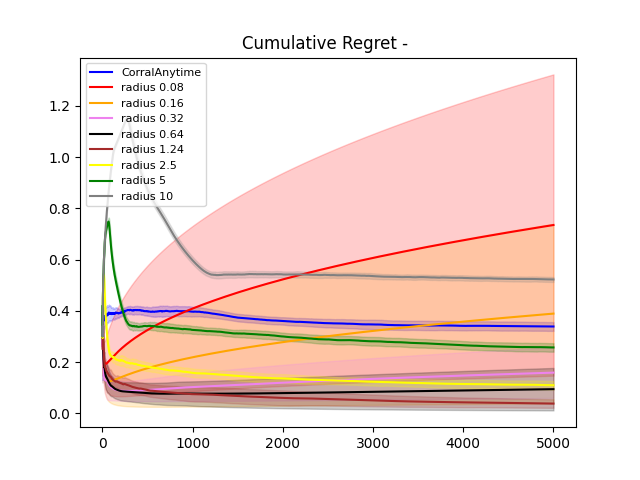 Cumulative Regret -
CorralAnytime
radius 0.08
radius 0.16
radius 0.32
radius 0.64
radius 1.24
radius 2.5
radius 5
radius 10
1.2
1.0
0.8
0.6
0.4
0.2
0.0
0 1000 2000 3000 4000 5000